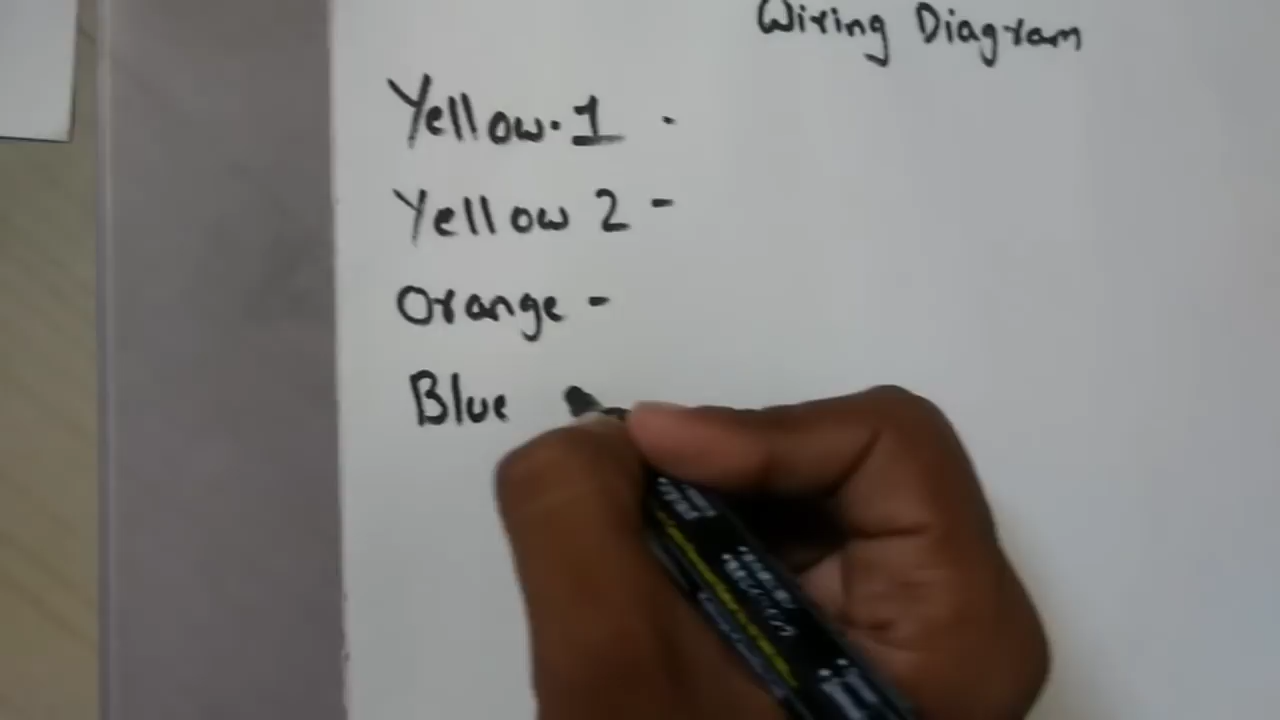 Wiring Diagram
Yellow.1 -
Yellow 2 -
Orange -
Blue